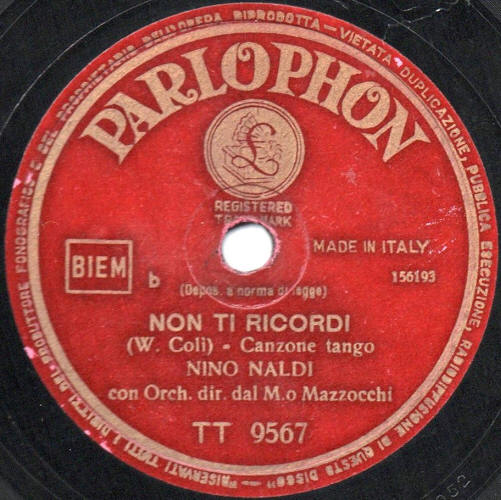 PARLOPHON
£
REGISTERED
TRADE MARK
MADE IN ITALY.
BIEM
b
156193
(Depos. a norma di legge)
NON TI RICORDI
(W. Coli) - Canzone tango
NINO NALDI
con Orch. dir. dal M.o Mazzocchi
TT 9567
RISERVATI TUTTI I DIRITTI DEL PRODUTTORE FONOGRAFICO E DEL PROPRIETARIO DELL'OPERA RIPRODOTTA - VIETATA DUPLICAZIONE, PUBBLICA ESECUZIONE, RADIODIFFUSIONE DI QUESTO DISCO